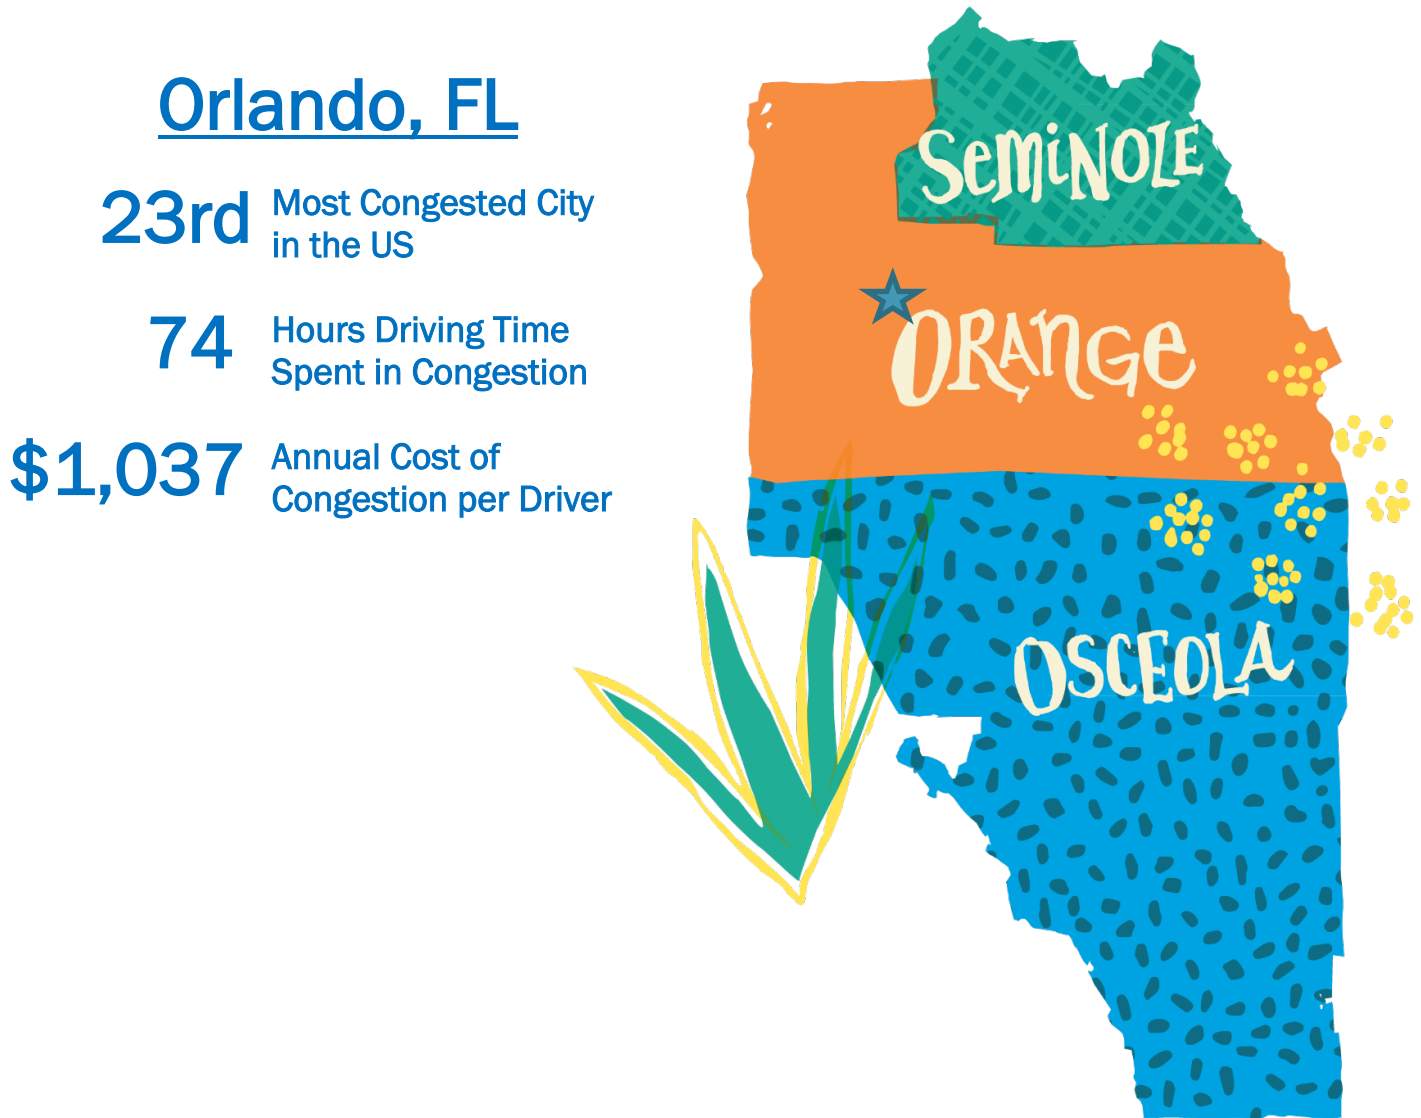 Orlando, FL
23rd
Most Congested City
in the US
74
Hours Driving Time
Spent in Congestion
$1,037
Annual Cost of
Congestion per Driver
SEMiNOLE
ORANGE
OSCEOLA